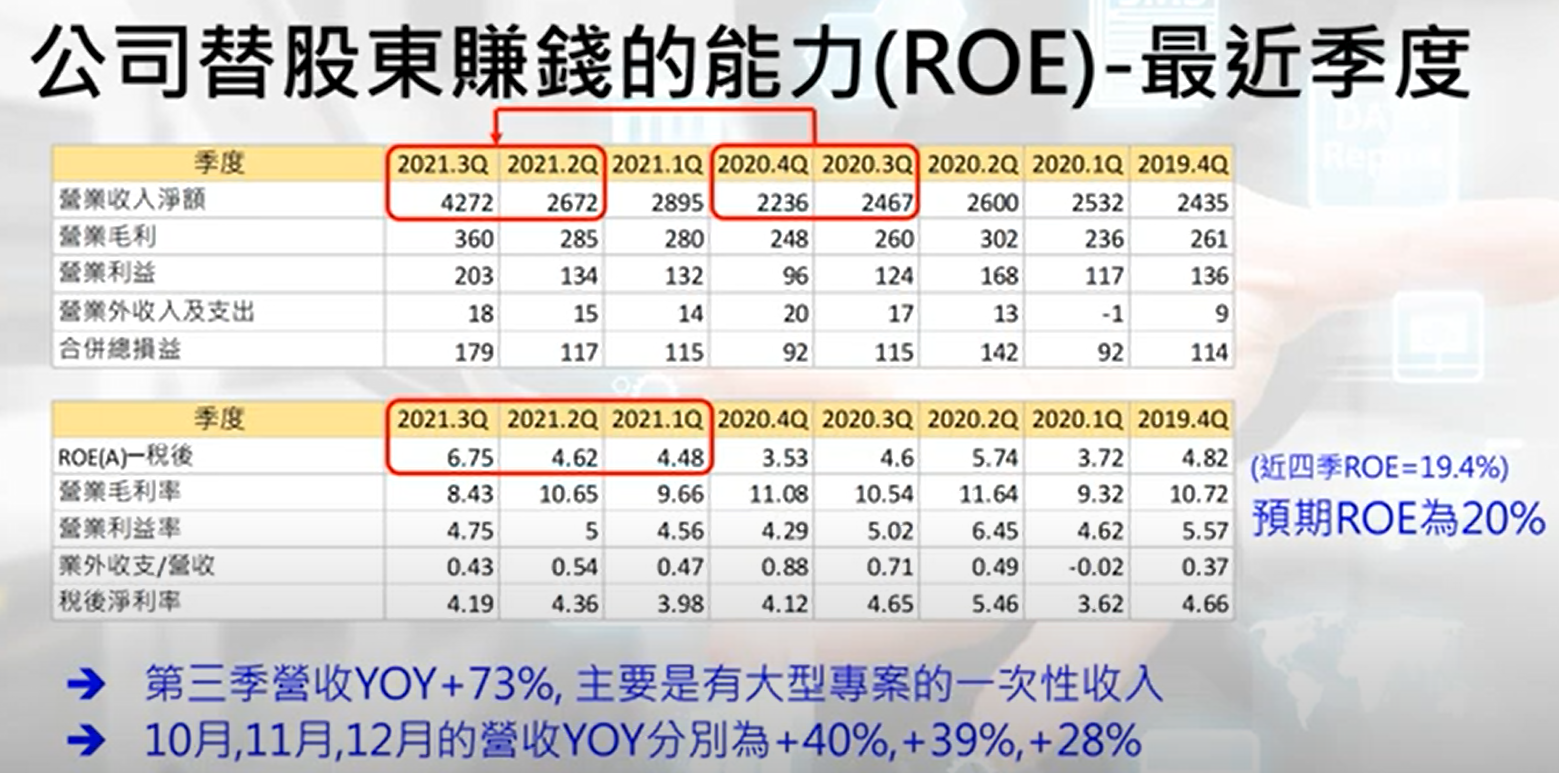 公司替股東賺錢的能力(ROE)-最近季度
季度 2021.3Q 2021.2Q 2021.1Q 2020.4Q 2020.3Q 2020.2Q 2020.1Q 2019.4Q
營業收入淨額 4272 2672 2895 2236 2467 2600 2532 2435
營業毛利 360 285 280 248 260 302 236 261
營業利益 203 134 132 96 124 168 117 136
營業外收入及支出 18 15 14 20 17 13 -1 9
合併總損益 179 117 115 92 115 142 92 114
季度 2021.3Q 2021.2Q 2021.1Q 2020.4Q 2020.3Q 2020.2Q 2020.1Q 2019.4Q
ROE(A)─稅後 6.75 4.62 4.48 3.53 4.6 5.74 3.72 4.82
營業毛利率 8.43 10.65 9.66 11.08 10.54 11.64 9.32 10.72
營業利益率 4.75 5 4.56 4.29 5.02 6.45 4.62 5.57
業外收支/營收 0.43 0.54 0.47 0.88 0.71 0.49 -0.02 0.37
稅後淨利率 4.19 4.36 3.98 4.12 4.65 5.46 3.62 4.66
(近四季ROE=19.4%)
預期ROE為20%
➔ 第三季營收YOY+73%, 主要是有大型專案的一次性收入
➔ 10月,11月,12月的營收YOY分別為+40%,+39%,+28%